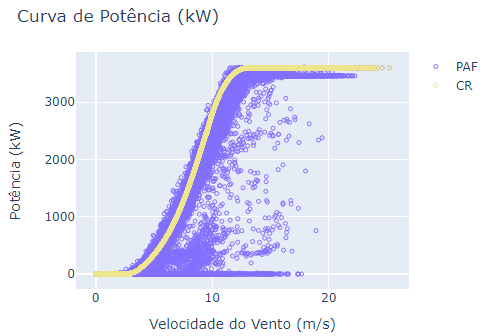 Curva de Potência (kW)
PAF
CR
Potência (kW)
3000
2000
1000
0
0
10
20
Velocidade do Vento (m/s)